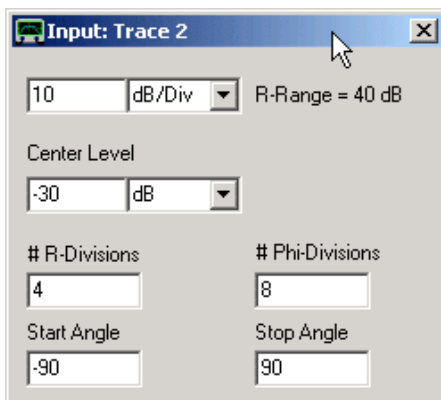 Input: Trace 2
10 dB/Div R-Range = 40 dB
Center Level
-30 dB
# R-Divisions # Phi-Divisions
4 8
Start Angle Stop Angle
-90 90